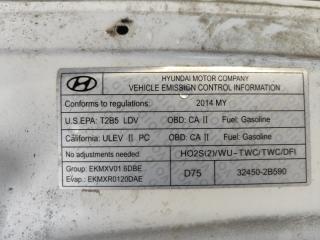 HYUNDAI MOTOR COMPANY
VEHICLE EMISSION CONTROL INFORMATION
Conforms to regulations: 2014 MY
U.S.EPA: T2B5 LDV OBD: CA II Fuel: Gasoline
California: ULEV II PC OBD: CA II Fuel: Gasoline
No adjustments needed. HO2S(2)/WU-TWC/TWC/DFI
Group: EKMXV01.6DBE
Evap.: EKMXR0120DAE D75 32450-2B590